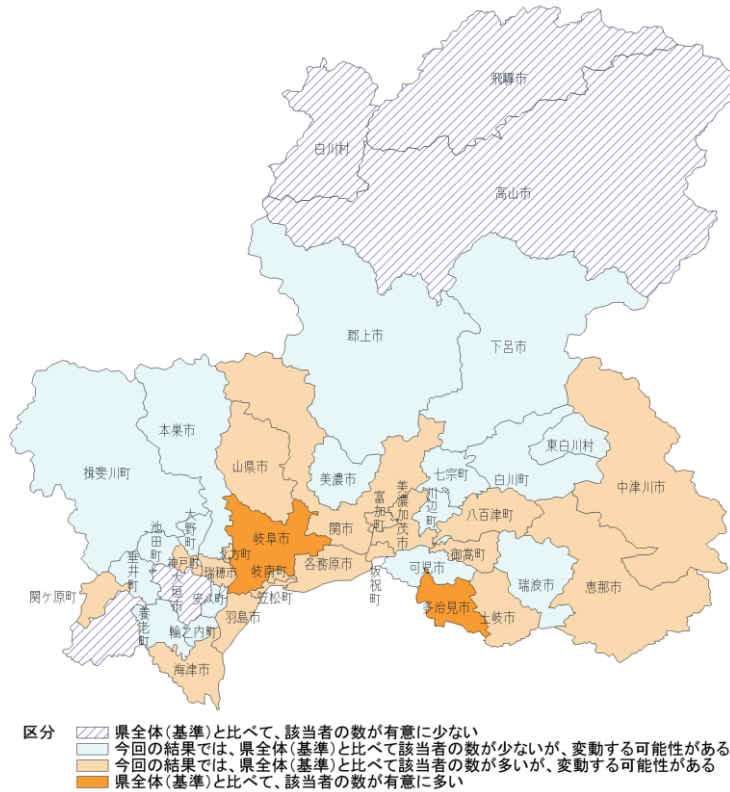 飛騨市
白川村
高山市
郡上市
下呂市
本巣市
東白川村
揖斐川町
山県市
美濃市
七宗町
白川町
中津川市
富加町
美濃加茂市
川辺町
大野町
八百津町
池田町
岐阜市
関市
北方町
御嵩町
垂井町
神戸町
各務原市
可児市
瑞穂市
岐南町
坂祝町
瑞浪市
恵那市
関ケ原町
大垣市
安八町
笠松町
養老町
羽島市
多治見市
土岐市
輪之内町
海津市
区分
県全体(基準)と比べて、該当者の数が有意に少ない
今回の結果では、県全体(基準)と比べて該当者の数が少ないが、変動する可能性がある
今回の結果では、県全体(基準)と比べて該当者の数が多いが、変動する可能性がある
県全体(基準)と比べて、該当者の数が有意に多い